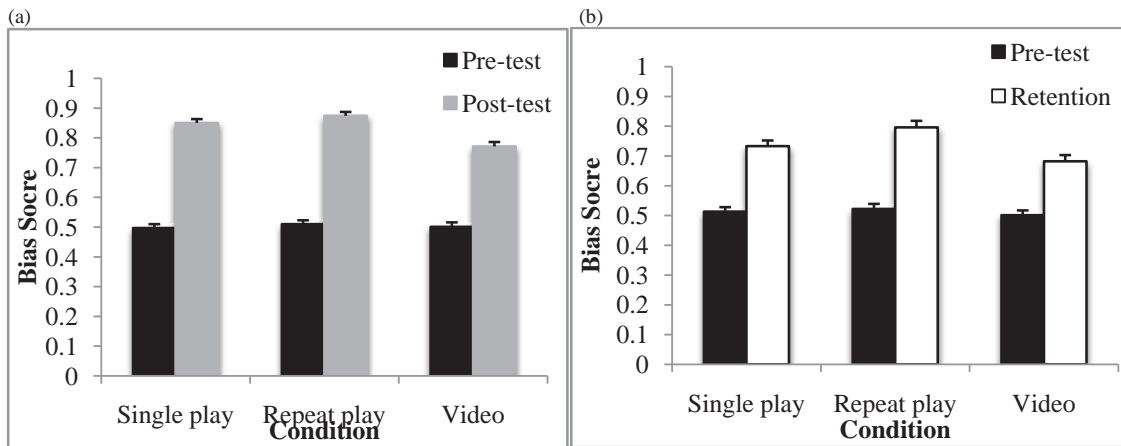 (a)
Pre-test
Post-test
1
0.9
0.8
0.7
0.6
0.5
0.4
0.3
0.2
0.1
0
Bias Socre
Single play Repeat play Video
Condition
(b)
Pre-test
Retention
1
0.9
0.8
0.7
0.6
0.5
0.4
0.3
0.2
0.1
0
Bias Socre
Single play Repeat play Video
Condition